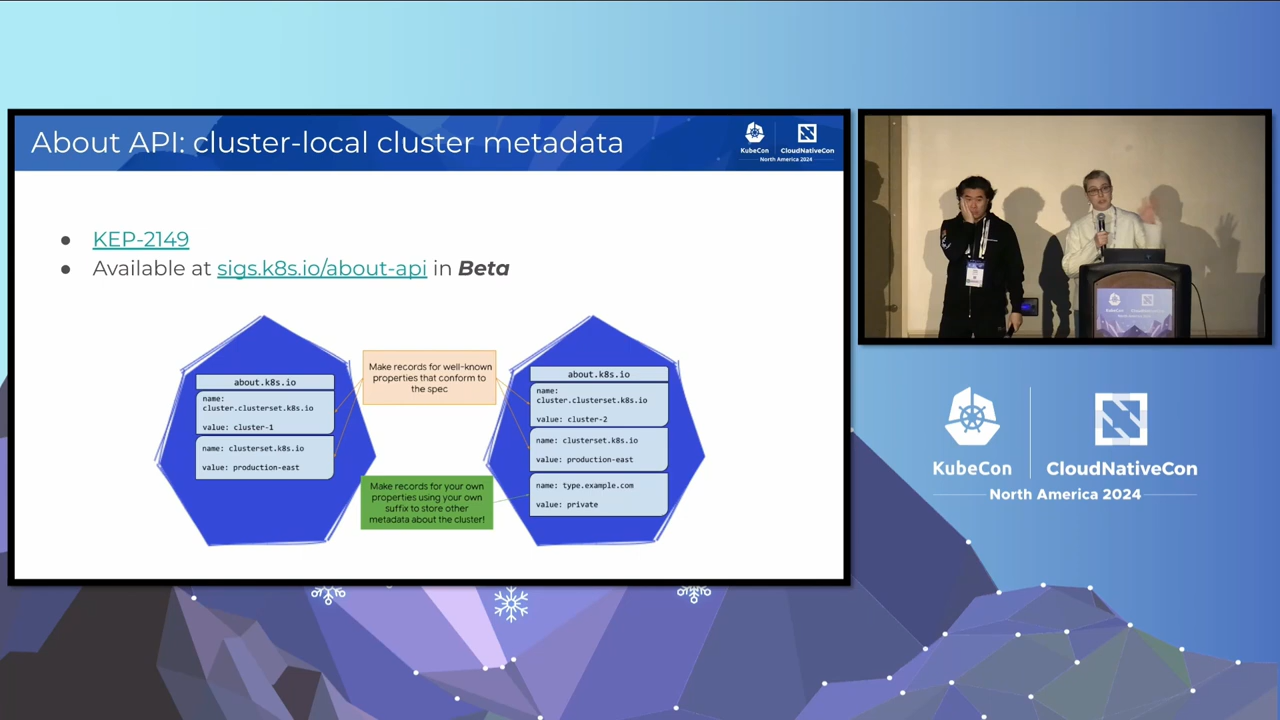 About API: cluster-local cluster metadata
KubeCon
CloudNativeCon
North America 2024
● KEP-2149
● Available at sigs.k8s.io/about-api in Beta
about.k8s.io
name:
cluster.clusterset.k8s.io
value: cluster-1
name: clusterset.k8s.io
value: production-east
Make records for well-known
properties that conform to
the spec
Make records for your own
properties using your own
suffix to store other
metadata about the cluster!
about.k8s.io
name:
cluster.clusterset.k8s.io
value: cluster-2
name: clusterset.k8s.io
value: production-east
name: type.example.com
value: private
KubeCon
CloudNativeCon
North America 2024
KubeCon
CloudNativeCon
North America 2024